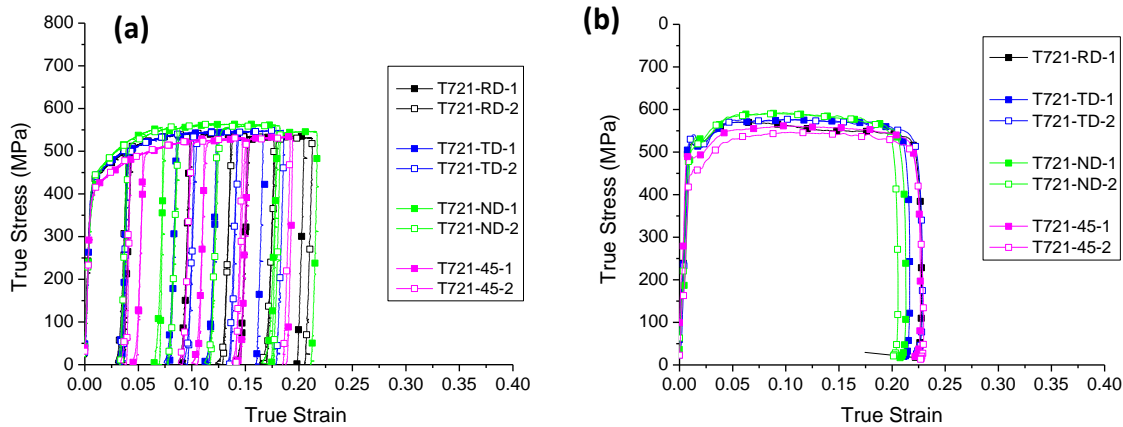 (a)
800
700
600
500
400
300
200
100
0
0.00 0.05 0.10 0.15 0.20 0.25 0.30 0.35 0.40
True Stress (MPa)
True Strain
T721-RD-1
T721-RD-2
T721-TD-1
T721-TD-2
T721-ND-1
T721-ND-2
T721-45-1
T721-45-2
(b)
0
700
600
500
400
300
200
100
0
0.00 0.05 0.10 0.15 0.20 0.25 0.30 0.35 0.40
True Stress (MPa)
True Strain
T721-RD-1
T721-TD-1
T721-TD-2
T721-ND-1
T721-ND-2
T721-45-1
T721-45-2